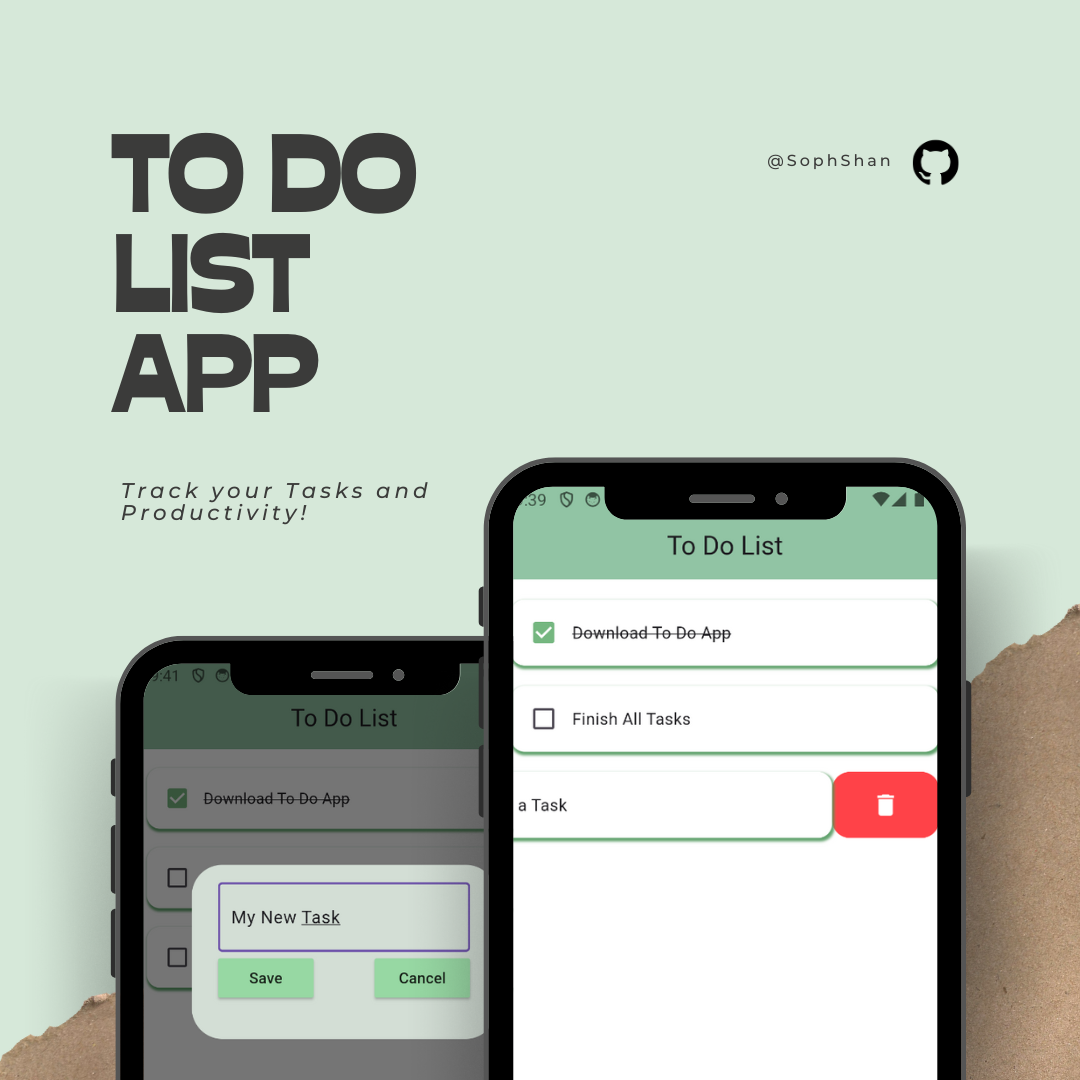 TO DO
LIST
APP
@SophShan
Track your Tasks and
Productivity!
:39
To Do List
Download To Do App
Finish All Tasks
a Task
9:41
To Do List
Download To Do App
My New Task
Save
Cancel